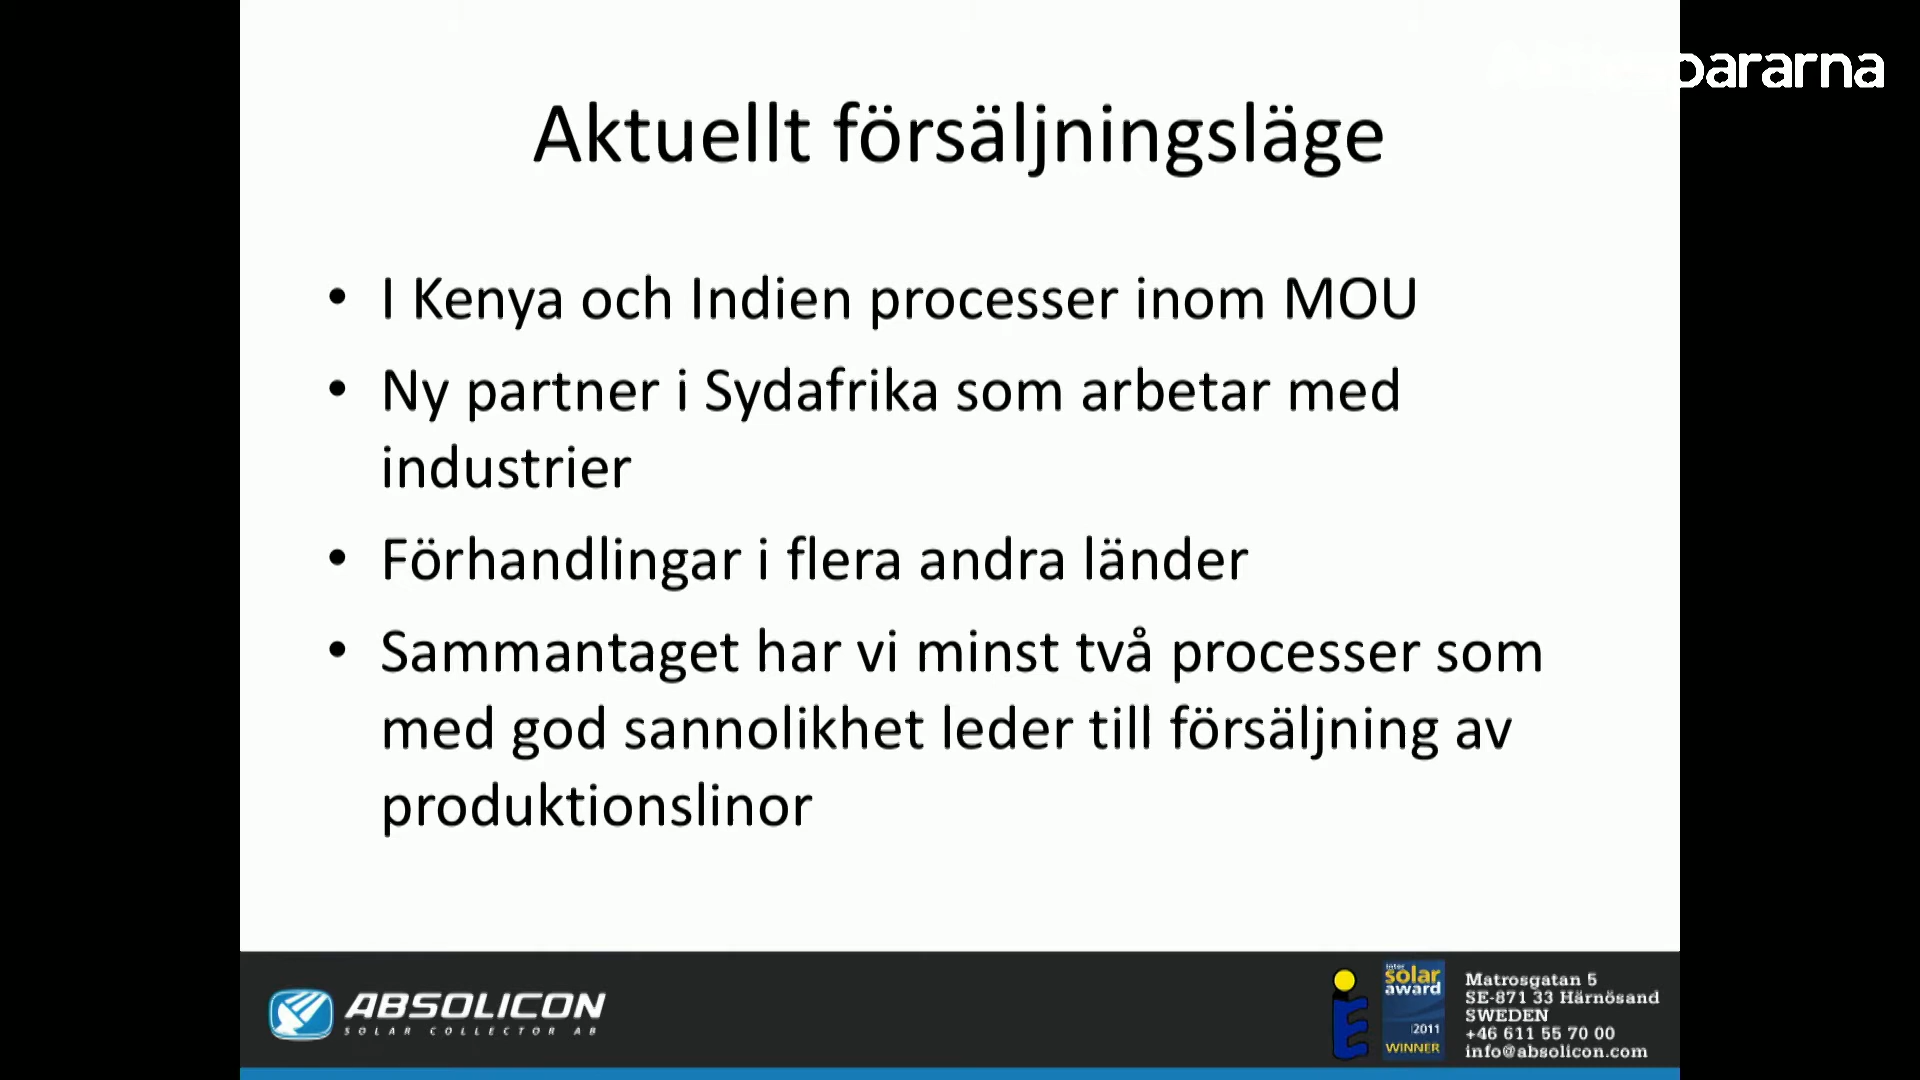 pararna
Aktuellt försäljningsläge
• I Kenya och Indien processer inom MOU
• Ny partner i Sydafrika som arbetar med
industrier
• Förhandlingar i flera andra länder
• Sammantaget har vi minst två processer som
med god sannolikhet leder till försäljning av
produktionslinor
ABSOLICON
SOLAR COLLECTOR AB
inter
solar
award
2011
WINNER
Matrosgatan 5
SE-871 33 Härnösand
SWEDEN
+46 611 55 70 00
info@absolicon.com